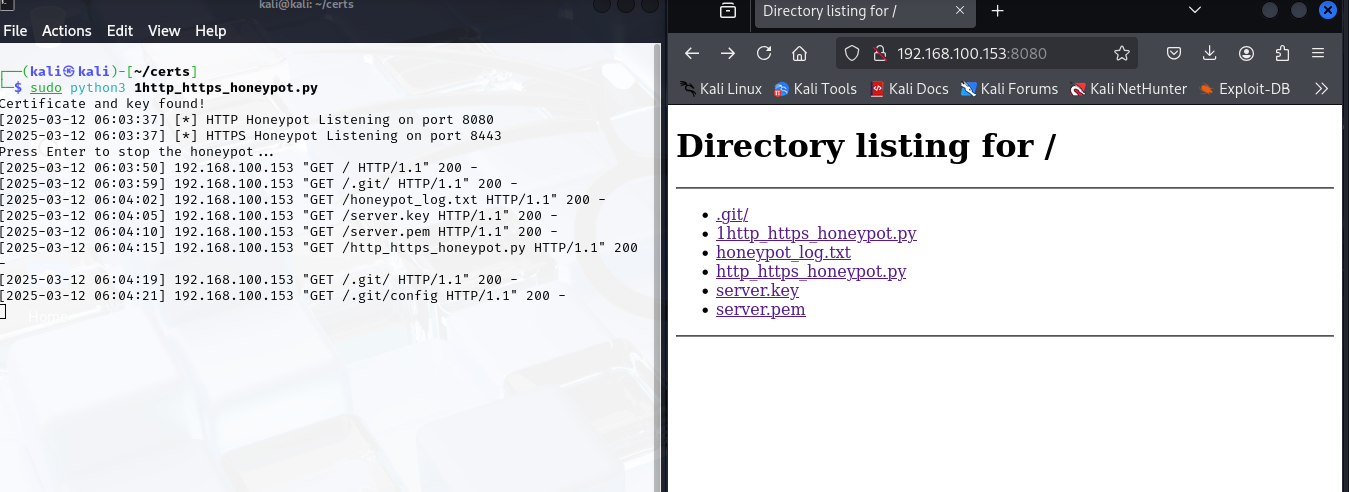 kali@kali: ~/certs
File Actions Edit View Help
┌──(kali㉿kali)-[~/certs]
└─$ sudo python3 1http_https_honeypot.py
Certificate and key found!
[2025-03-12 06:03:37] [*] HTTP Honeypot Listening on port 8080
[2025-03-12 06:03:37] [*] HTTPS Honeypot Listening on port 8443
Press Enter to stop the honeypot...
[2025-03-12 06:03:50] 192.168.100.153 "GET / HTTP/1.1" 200 -
[2025-03-12 06:03:59] 192.168.100.153 "GET /.git/ HTTP/1.1" 200 -
[2025-03-12 06:04:02] 192.168.100.153 "GET /honeypot_log.txt HTTP/1.1" 200 -
[2025-03-12 06:04:05] 192.168.100.153 "GET /server.key HTTP/1.1" 200 -
[2025-03-12 06:04:10] 192.168.100.153 "GET /server.pem HTTP/1.1" 200 -
[2025-03-12 06:04:15] 192.168.100.153 "GET /http_https_honeypot.py HTTP/1.1" 200
-
[2025-03-12 06:04:19] 192.168.100.153 "GET /.git/ HTTP/1.1" 200 -
[2025-03-12 06:04:21] 192.168.100.153 "GET /.git/config HTTP/1.1" 200 -
Home
Directory listing for /
192.168.100.153:8080
Kali Linux Kali Tools Kali Docs Kali Forums Kali NetHunter Exploit-DB
Directory listing for /
.git/
1http_https_honeypot.py
honeypot_log.txt
http_https_honeypot.py
server.key
server.pem